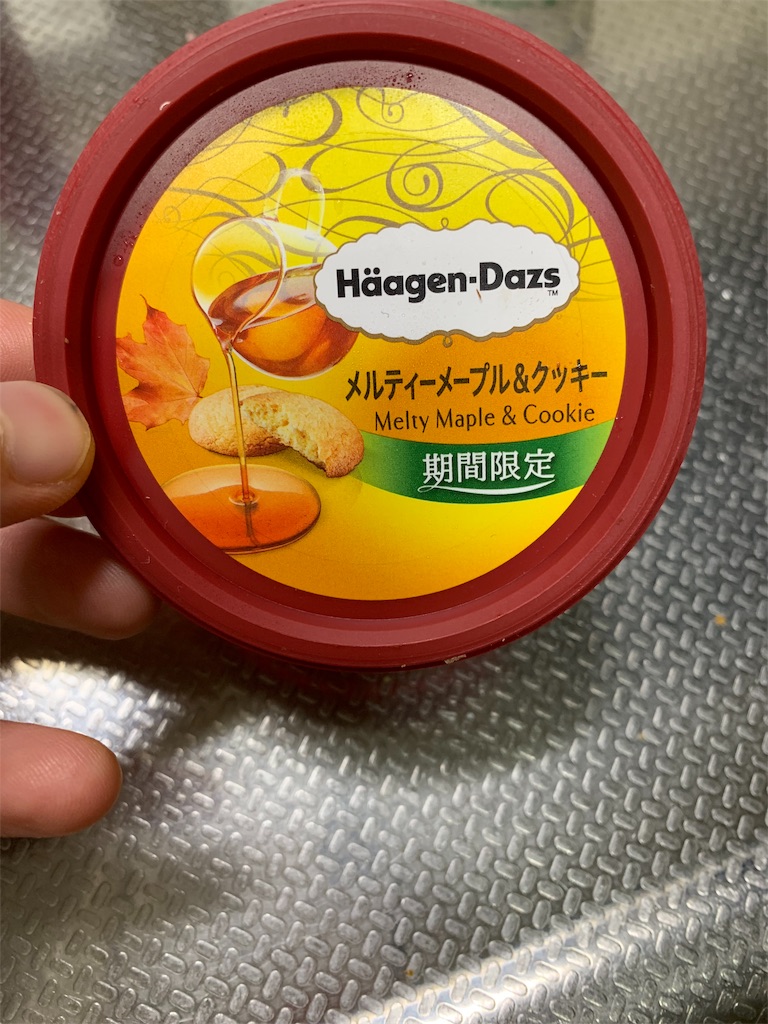 Häagen-Dazs
TM
メルティーメープル&クッキー
Melty Maple & Cookie
期間限定